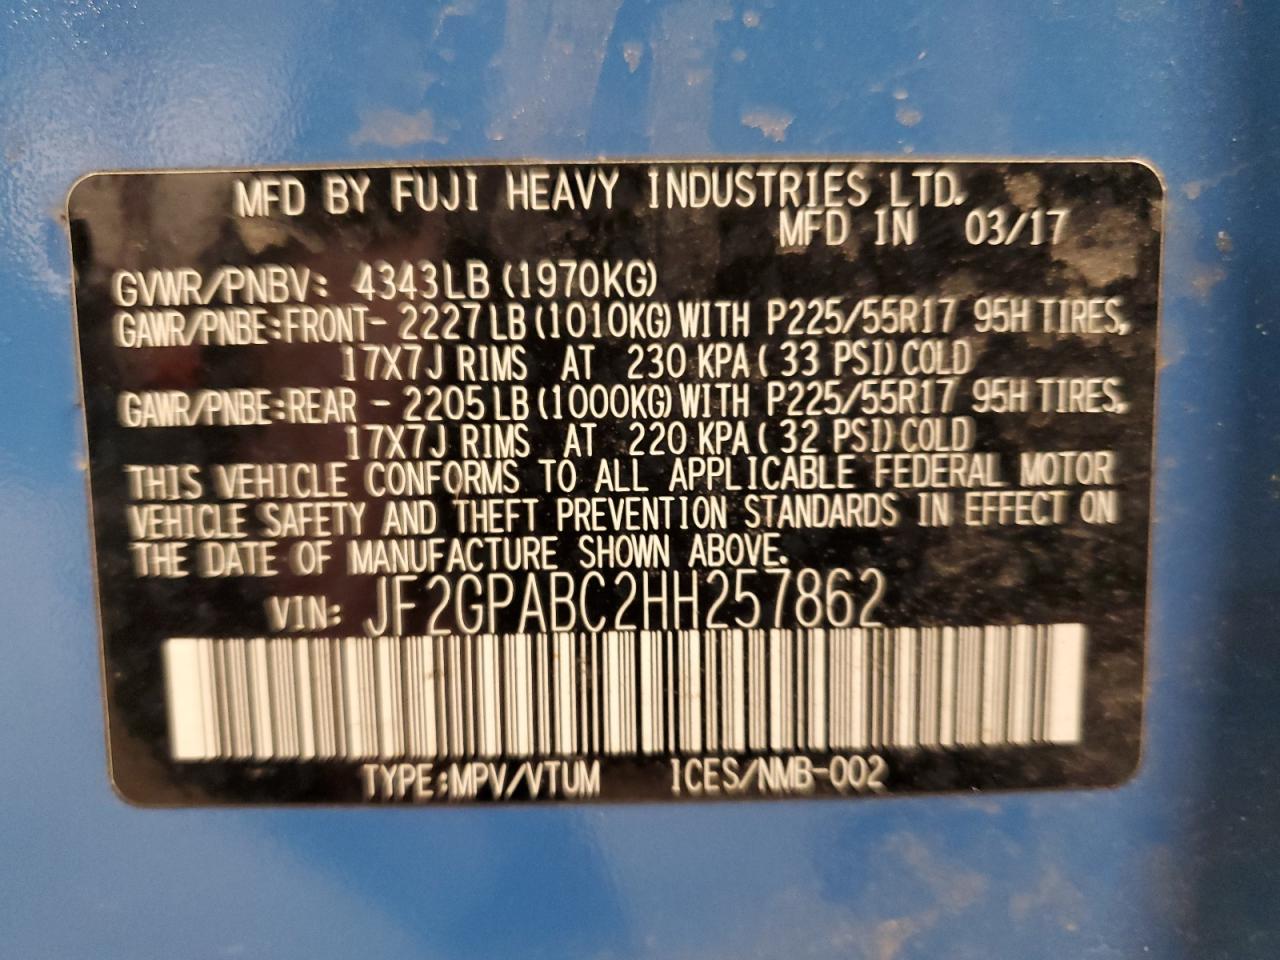 MFD BY FUJI HEAVY INDUSTRIES LTD.
MFD IN 03/17
GVWR/PNBV: 4343LB (1970KG)
GAWR/PNBE:FRONT- 2227LB (1010KG) WITH P225/55R17 95H TIRES,
17X7J RIMS AT 230 KPA ( 33 PSI) COLD
GAWR/PNBE:REAR - 2205LB (1000KG) WITH P225/55R17 95H TIRES,
17X7J RIMS AT 220 KPA ( 32 PSI) COLD
THIS VEHICLE CONFORMS TO ALL APPLICABLE FEDERAL MOTOR
VEHICLE SAFETY AND THEFT PREVENTION STANDARDS IN EFFECT ON
THE DATE OF MANUFACTURE SHOWN ABOVE.
VIN: JF2GPABC2HH257862
TYPE:MPV/VTUM ICES/NMB-002